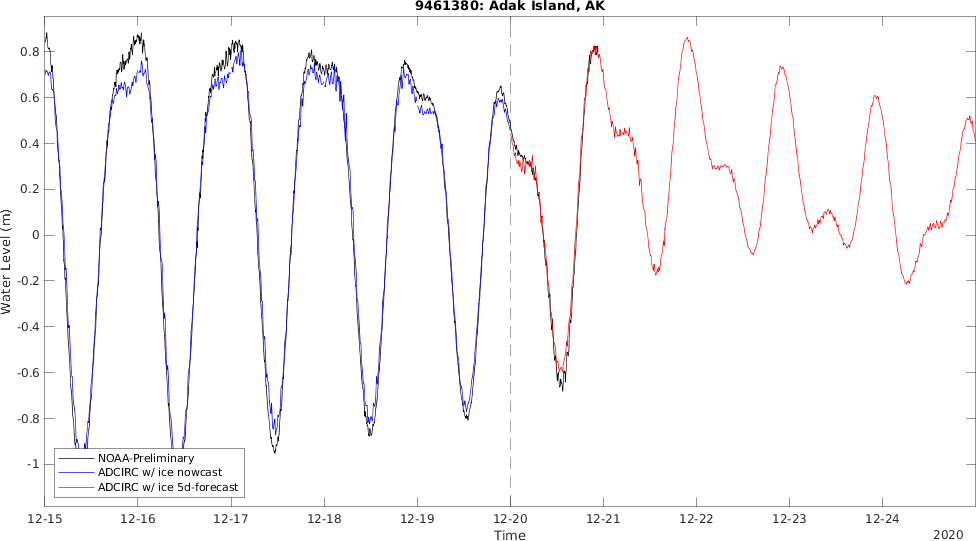 9461380: Adak Island, AK
Water Level (m)
0.8
0.6
0.4
0.2
0
-0.2
-0.4
-0.6
-0.8
-1
NOAA-Preliminary
ADCIRC w/ ice nowcast
ADCIRC w/ ice 5d-forecast
12-15 12-16 12-17 12-18 12-19 12-20 12-21 12-22 12-23 12-24
Time
2020